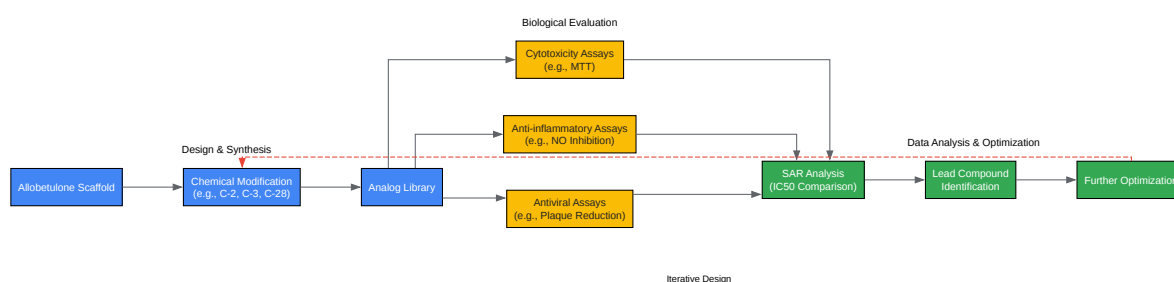 Biological Evaluation
Cytotoxicity Assays
(e.g., MTT)
Anti-inflammatory Assays
(e.g., NO Inhibition)
Design & Synthesis
Data Analysis & Optimization
Allobetulone Scaffold
Chemical Modification
(e.g., C-2, C-3, C-28)
Analog Library
SAR Analysis
(IC50 Comparison)
Lead Compound
Identification
Further Optimization
Antiviral Assays
(e.g., Plaque Reduction)
Iterative Design